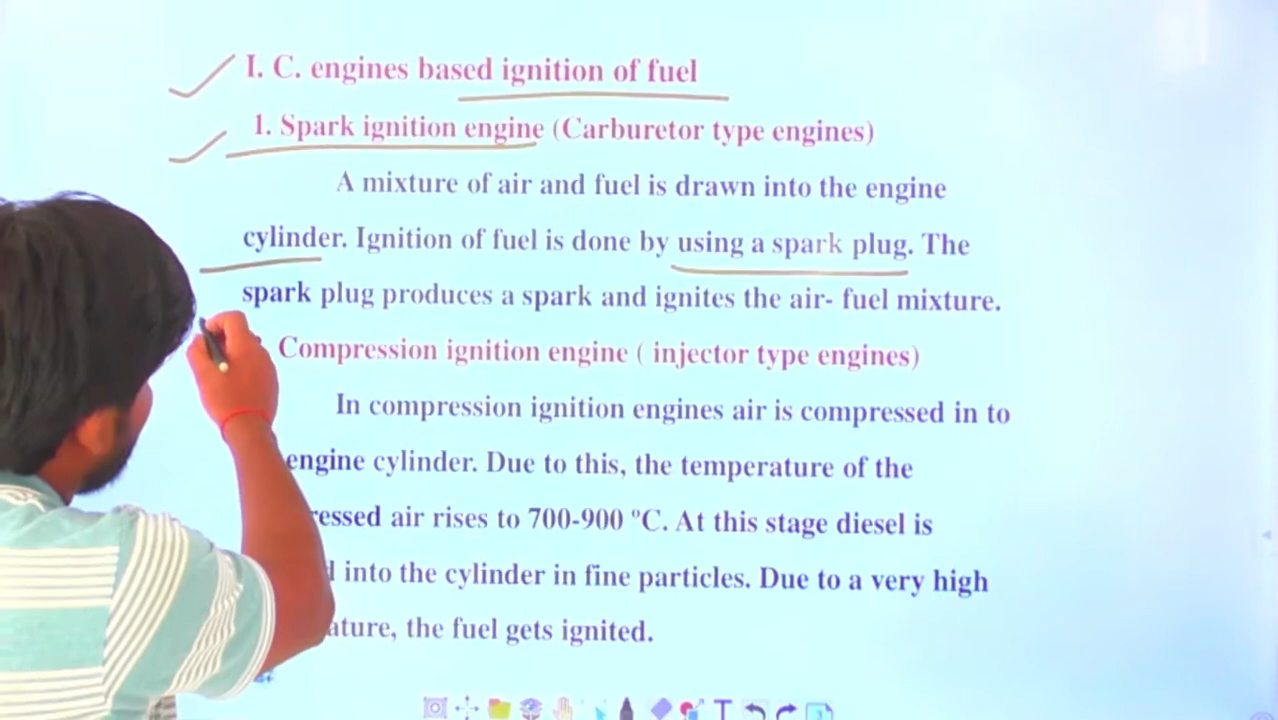 I. C. engines based ignition of fuel
1. Spark ignition engine (Carburetor type engines)
A mixture of air and fuel is drawn into the engine
cylinder. Ignition of fuel is done by using a spark plug. The
spark plug produces a spark and ignites the air- fuel mixture.
Compression ignition engine ( injector type engines)
In compression ignition engines air is compressed in to
engine cylinder. Due to this, the temperature of the
essed air rises to 700-900 °C. At this stage diesel is
into the cylinder in fine particles. Due to a very high
ature, the fuel gets ignited.
T